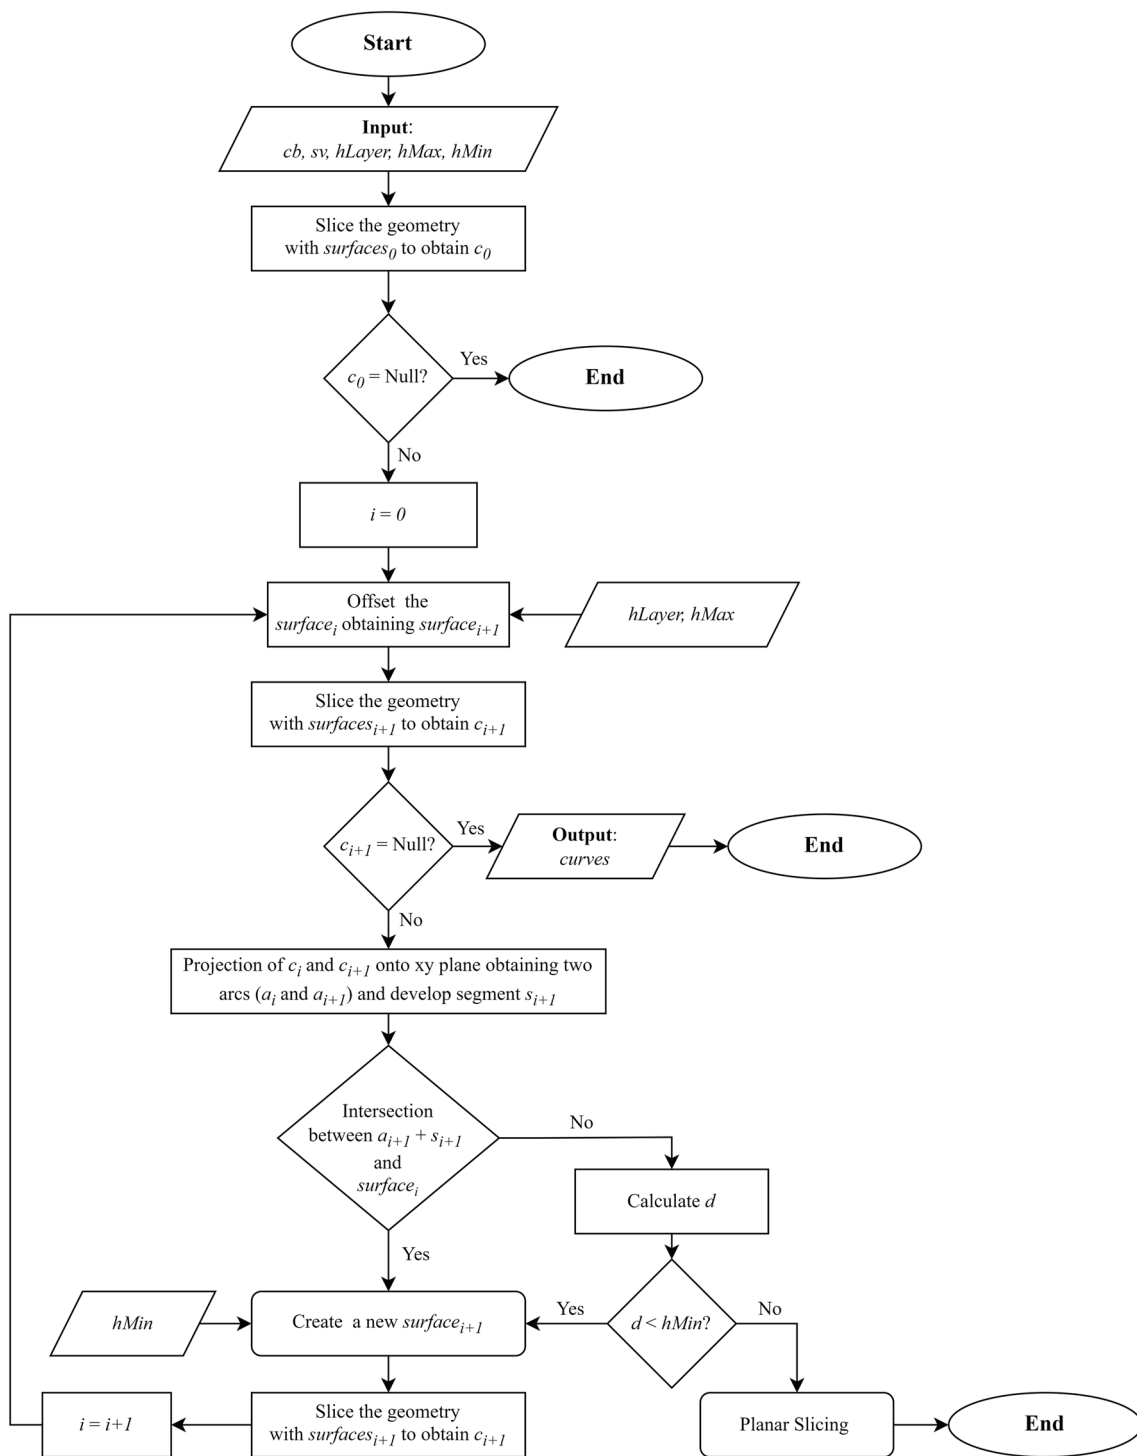 Start
Input:
cb, sv, hLayer, hMax, hMin
Slice the geometry
with surfaces0 to obtain c0
c0 = Null?
Yes
End
No
i = 0
Offset the
surfacei obtaining surfacei+1
hLayer, hMax
Slice the geometry
with surfacesi+1 to obtain ci+1
ci+1 = Null?
Yes
Output:
curves
End
No
Projection of ci and ci+1 onto xy plane obtaining two
arcs (ai and ai+1) and develop segment si+1
Intersection
between ai+1 + si+1
and
surfacei
No
Calculate d
Yes
hMin
Create a new surfacei+1
Yes
d < hMin?
No
i = i+1
Slice the geometry
with surfacesi+1 to obtain ci+1
Planar Slicing
End